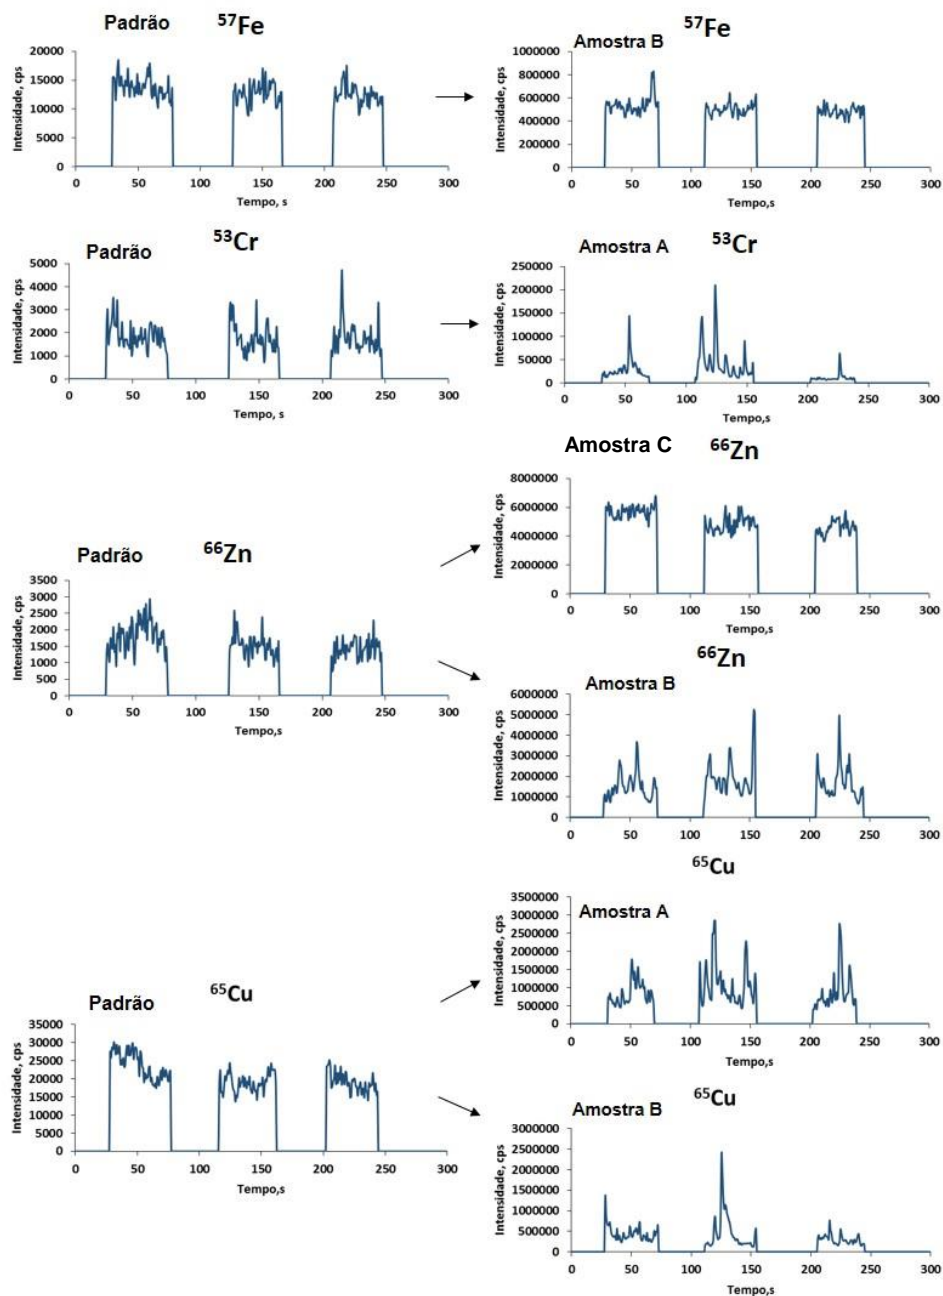 Padrão ⁵⁷Fe
Intensidade, cps
20000
15000
10000
5000
0
0 50 100 150 200 250 300
Tempo, s
Amostra B ⁵⁷Fe
Intensidade, cps
1000000
800000
600000
400000
200000
0
0 50 100 150 200 250 300
Tempo,s
Padrão ⁵³Cr
Intensidade, cps
5000
4000
3000
2000
1000
0
0 50 100 150 200 250 300
Tempo, s
Amostra A ⁵³Cr
Intensidade, cps
250000
200000
150000
100000
50000
0
0 50 100 150 200 250 300
Tempo,s
Amostra C ⁶⁶Zn
Intensidade, cps
8000000
6000000
4000000
2000000
0
0 50 100 150 200 250 300
Tempo,s
Padrão ⁶⁶Zn
Intensidade, cps
3500
3000
2500
2000
1500
1000
500
0
0 50 100 150 200 250 300
Tempo,s
⁶⁶Zn
Amostra B
Intensidade, cps
6000000
5000000
4000000
3000000
2000000
1000000
0
0 50 100 150 200 250 300
Tempo,s
⁶⁵Cu
Amostra A
Intensidade, cps
3500000
3000000
2500000
2000000
1500000
1000000
500000
0
0 50 100 150 200 250 300
Tempo,s
Padrão ⁶⁵Cu
Intensidade, cps
35000
30000
25000
20000
15000
10000
5000
0
0 50 100 150 200 250 300
Tempo,s
Amostra B ⁶⁵Cu
Intensidade, cps
3000000
2500000
2000000
1500000
1000000
500000
0
0 50 100 150 200 250 300
Tempo,s